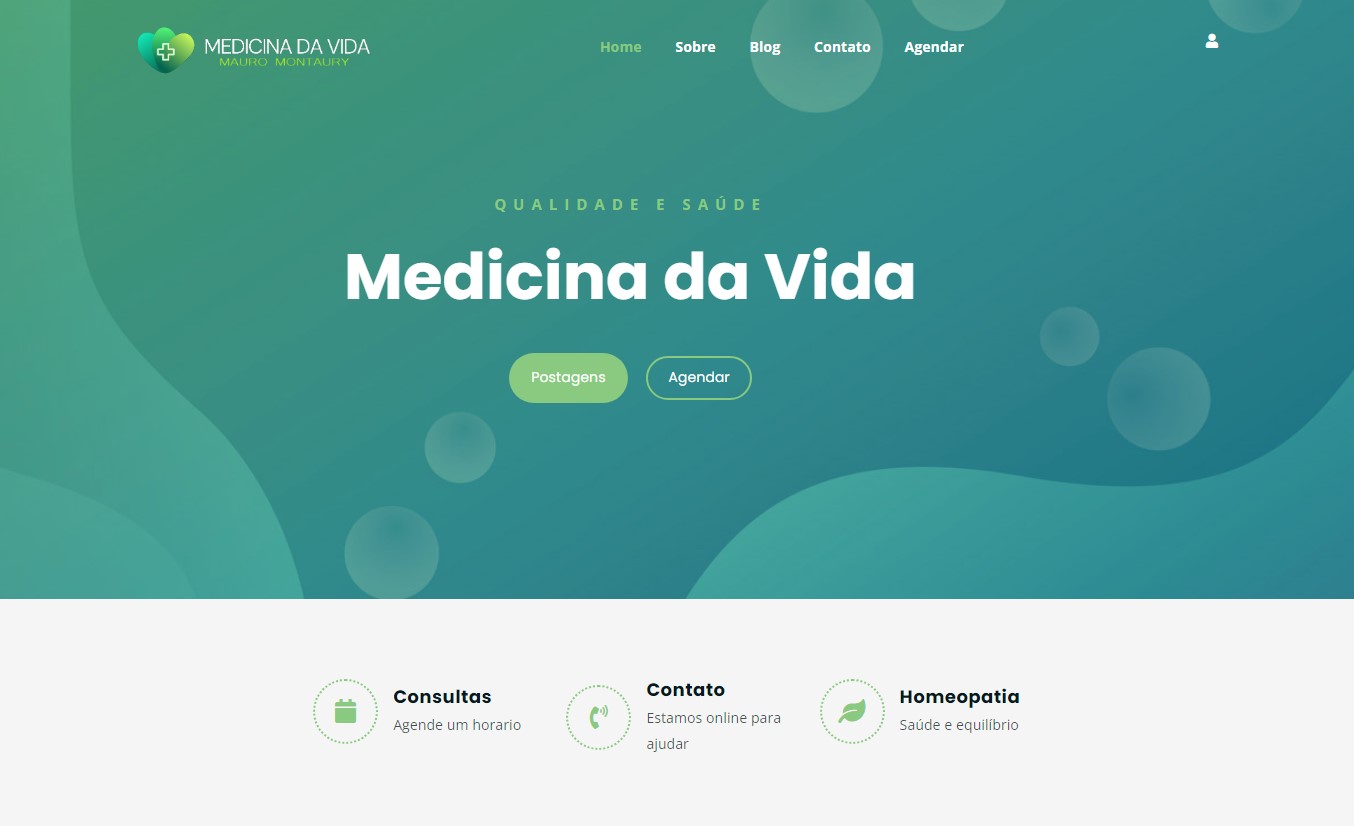 MEDICINA DA VIDA
MAURO MONTAURY
Home Sobre Blog Contato Agendar
QUALIDADE E SAÚDE
Medicina da Vida
Postagens Agendar
Consultas
Agende um horario
Contato
Estamos online para
ajudar
Homeopatia
Saúde e equilíbrio